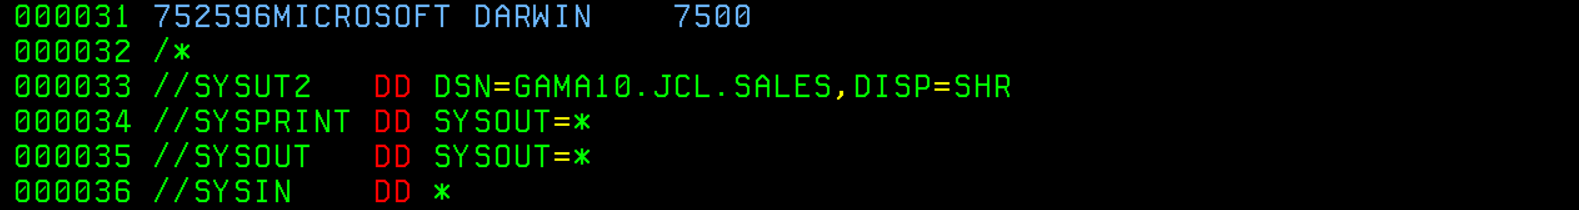 000031 752596MICROSOFT DARWIN    7500
000032 /*
000033 //SYSUT2   DD DSN=GAMA10.JCL.SALES,DISP=SHR
000034 //SYSPRINT DD SYSOUT=*
000035 //SYSOUT   DD SYSOUT=*
000036 //SYSIN    DD *